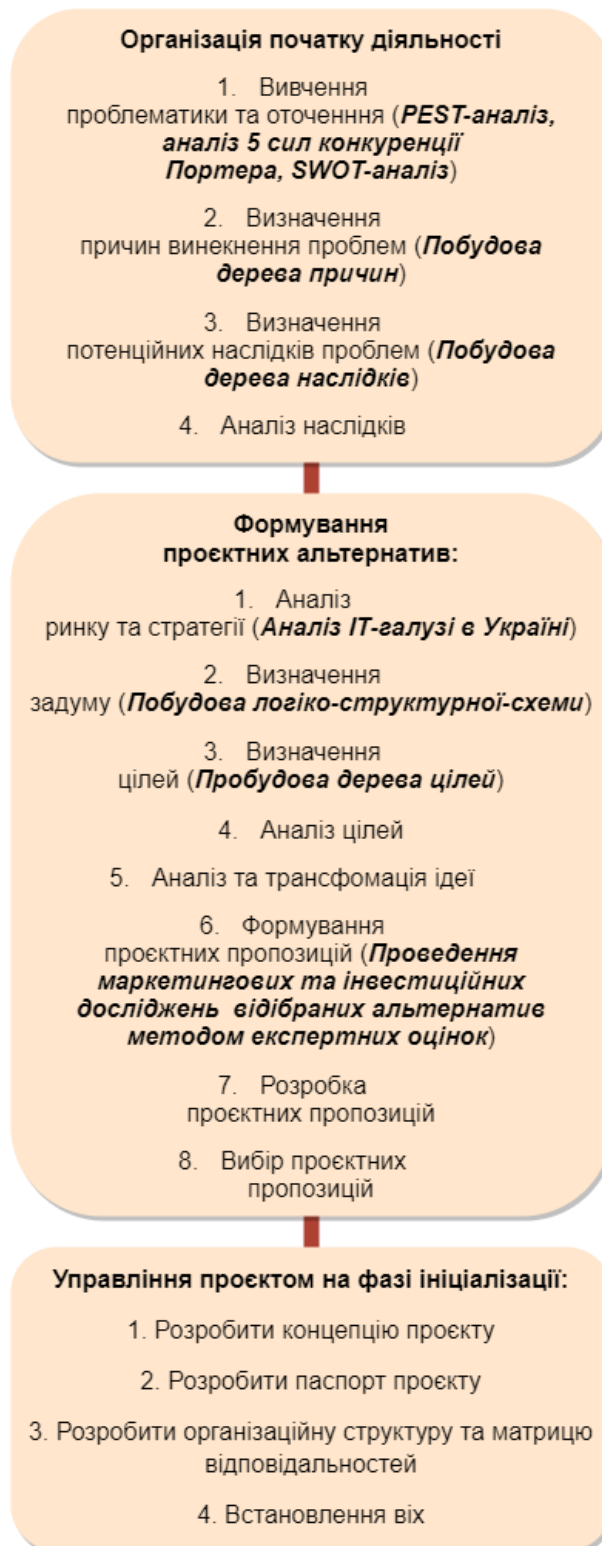 Організація початку діяльності
1. Вивчення
проблематики та оточенння (PEST-аналіз,
аналіз 5 сил конкуренції
Портера, SWOT-аналіз)
2. Визначення
причин винекнення проблем (Побудова
дерева причин)
3. Визначення
потенційних наслідків проблем (Побудова
дерева наслідків)
4. Аналіз наслідків
Формування
проєктних альтернатив:
1. Аналіз
ринку та стратегії (Аналіз ІТ-галузі в Україні)
2. Визначення
задуму (Побудова логіко-структурної-схеми)
3. Визначення
цілей (Пробудова дерева цілей)
4. Аналіз цілей
5. Аналіз та трансфомація ідеї
6. Формування
проєктних пропозицій (Проведення
маркетингових та інвестиційних
досліджень відібраних альтернатив
методом експертних оцінок)
7. Розробка
проєктних пропозицій
8. Вибір проєктних
пропозицій
Управління проєктом на фазі ініціалізації:
1. Розробити концепцію проєкту
2. Розробити паспорт проєкту
3. Розробити організаційну структуру та матрицю
відповідальностей
4. Встановлення віх